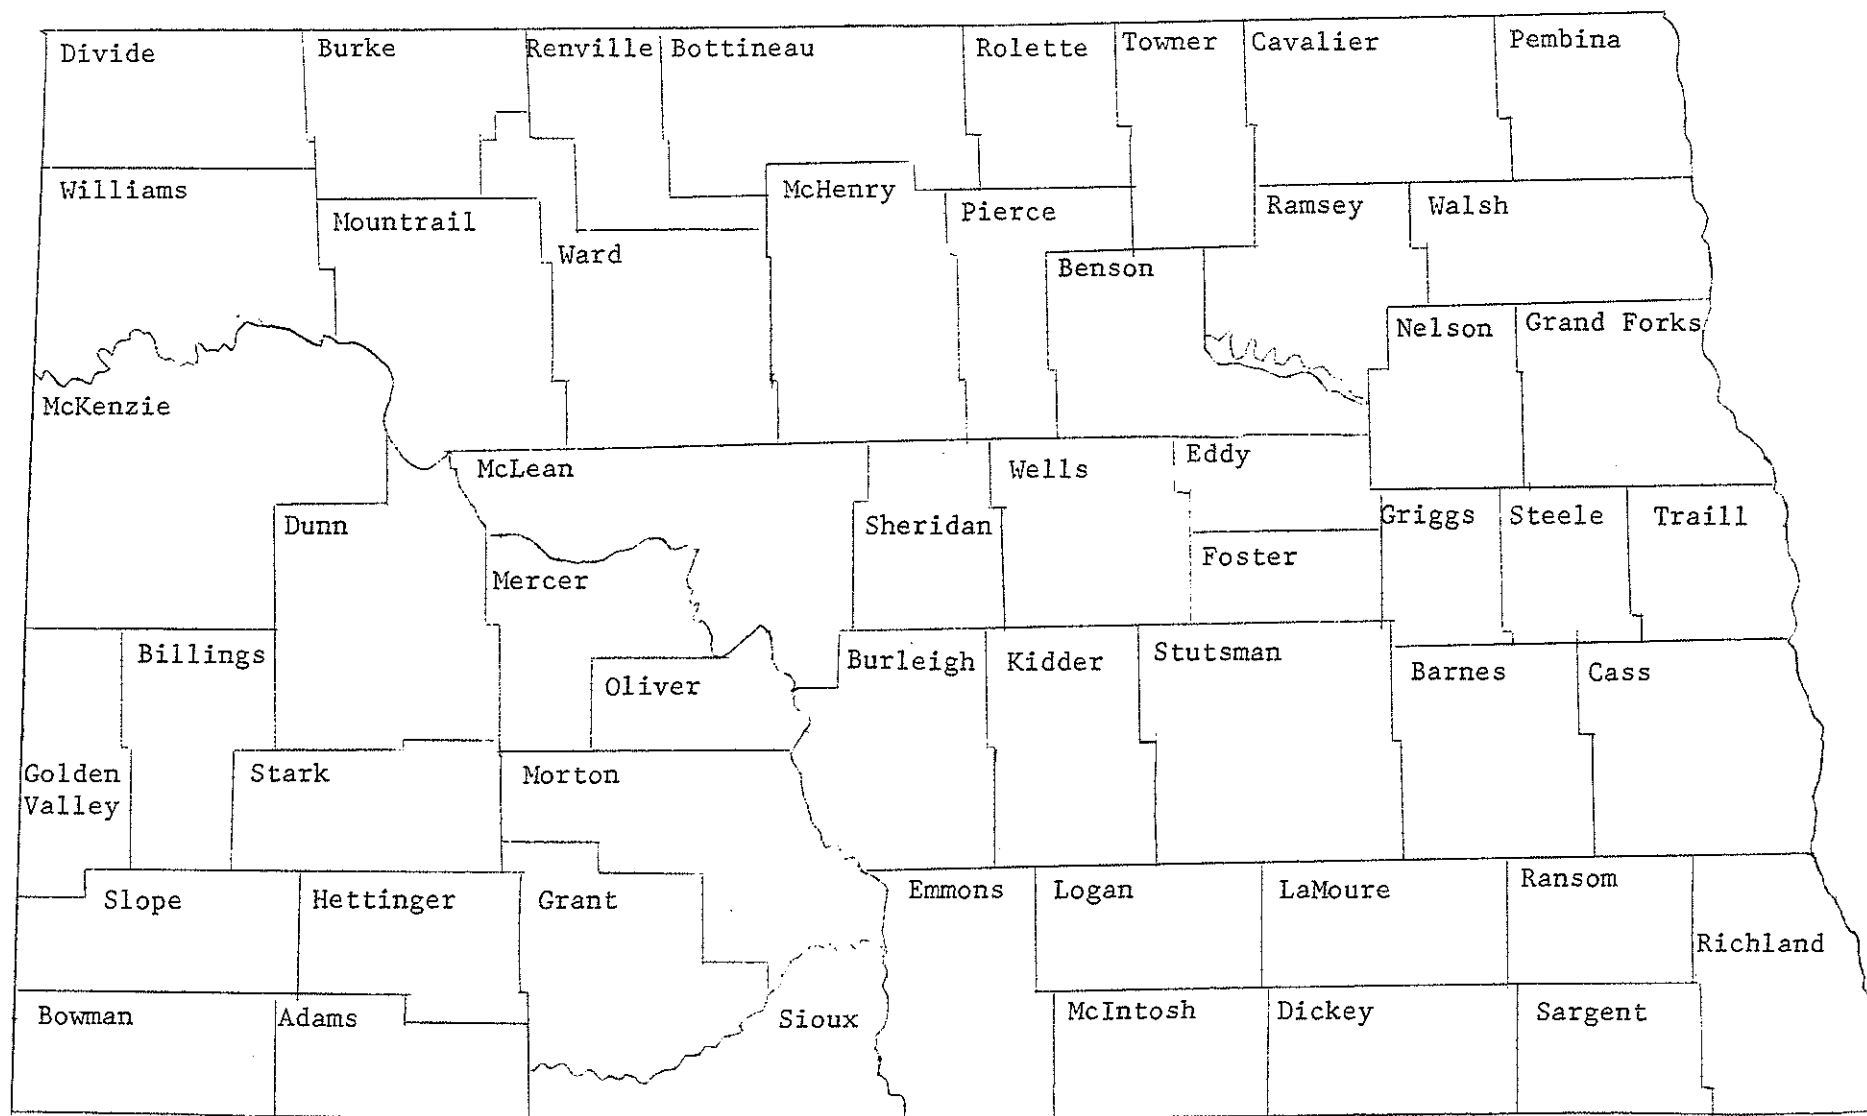 Divide
Burke
Renville
Bottineau
Rolette
Towner
Cavalier
Pembina
Williams
Mountrail
Ward
McHenry
Pierce
Benson
Ramsey
Walsh
Nelson
Grand Forks
McKenzie
Dunn
McLean
Mercer
Sheridan
Wells
Eddy
Foster
Griggs
Steele
Traill
Billings
Oliver
Burleigh
Kidder
Stutsman
Barnes
Cass
Golden
Valley
Stark
Morton
Slope
Hettinger
Grant
Emmons
Logan
LaMoure
Ransom
Richland
Bowman
Adams
Sioux
McIntosh
Dickey
Sargent